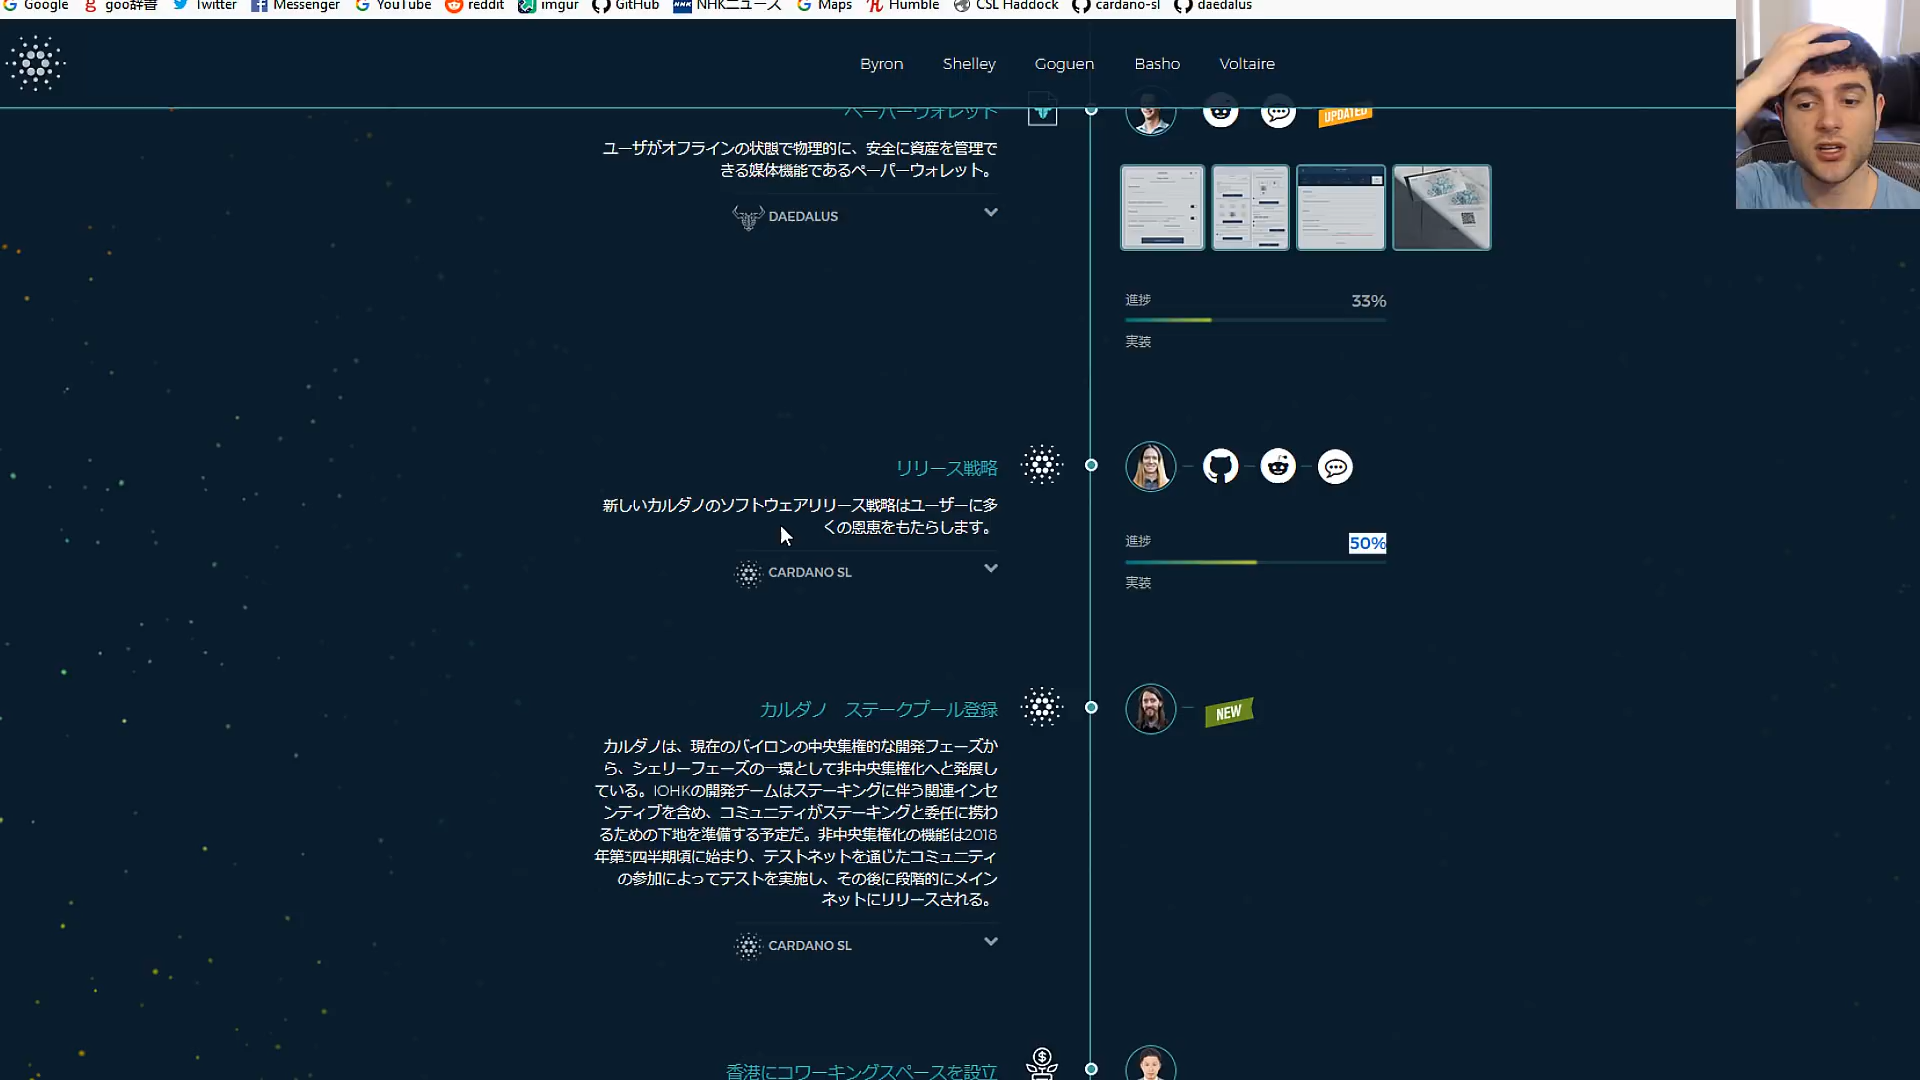 Google goo辞書 Twitter Messenger YouTube reddit imgur GitHub NHKニュース Maps Humble CSL Haddock cardano-sl daedalus
Byron Shelley Goguen Basho Voltaire
ペーパーウォレット
UPDATED
ユーザがオフラインの状態で物理的に、安全に資産を管理で
きる媒体機能であるペーパーウォレット。
DAEDALUS
進捗 33%
実装
リリース戦略
新しいカルダノのソフトウェアリリース戦略はユーザーに多
くの恩恵をもたらします。
CARDANO SL
進捗 50%
実装
カルダノ　ステークプール登録
NEW
カルダノは、現在のバイロンの中央集権的な開発フェーズか
ら、シェリーフェーズの一環として非中央集権化へと発展し
ている。IOHKの開発チームはステーキングに伴う関連インセ
ンティブを含め、コミュニティがステーキングと委任に携わ
るための下地を準備する予定だ。非中央集権化の機能は2018
年第3四半期頃に始まり、テストネットを通じたコミュニティ
の参加によってテストを実施し、その後に段階的にメイン
ネットにリリースされる。
CARDANO SL
香港にコワーキングスペースを設立